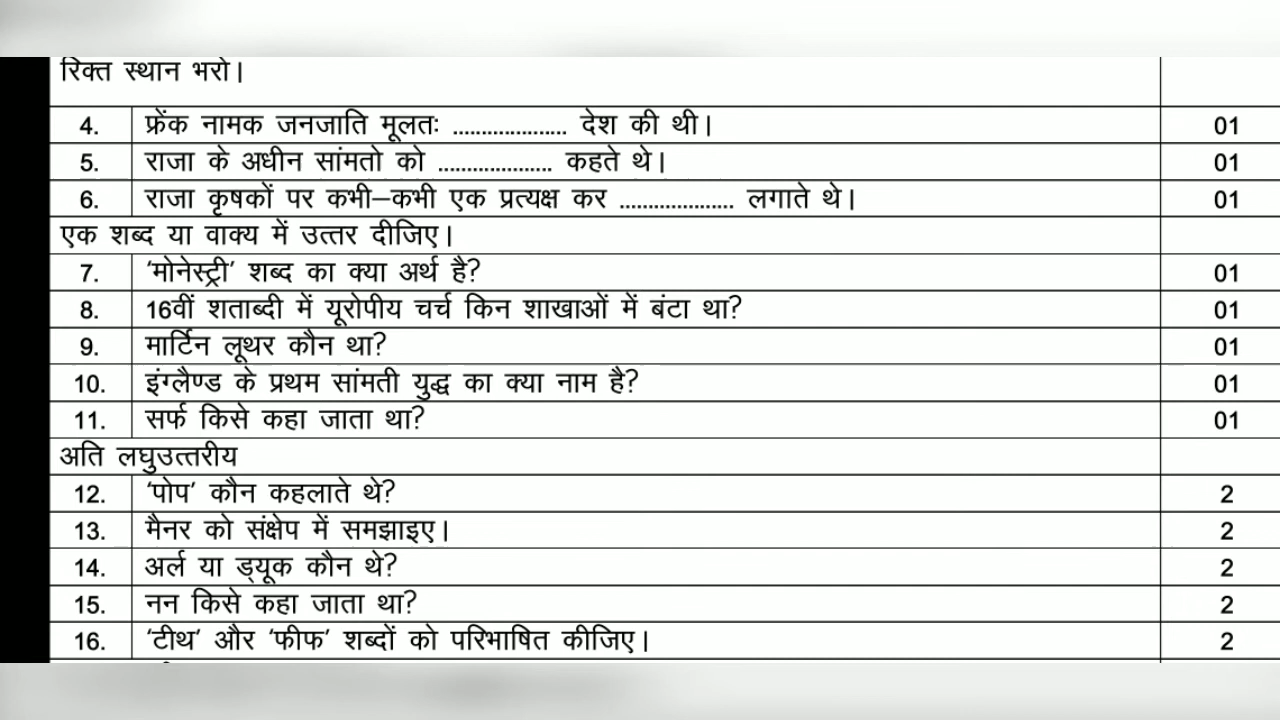 रिक्त स्थान भरो।
4. फ्रेंक नामक जनजाति मूलतः .................... देश की थी। 01
5. राजा के अधीन सांमतो को .................... कहते थे। 01
6. राजा कृषकों पर कभी–कभी एक प्रत्यक्ष कर .................... लगाते थे। 01
एक शब्द या वाक्य में उत्तर दीजिए।
7. ‘मोनेस्ट्री’ शब्द का क्या अर्थ है? 01
8. 16वीं शताब्दी में यूरोपीय चर्च किन शाखाओं में बंटा था? 01
9. मार्टिन लूथर कौन था? 01
10. इंग्लैण्ड के प्रथम सांमती युद्ध का क्या नाम है? 01
11. सर्फ किसे कहा जाता था? 01
अति लघुउत्तरीय
12. ‘पोप’ कौन कहलाते थे? 2
13. मैनर को संक्षेप में समझाइए। 2
14. अर्ल या ड्यूक कौन थे? 2
15. नन किसे कहा जाता था? 2
16. ‘टीथ’ और ‘फीफ’ शब्दों को परिभाषित कीजिए। 2